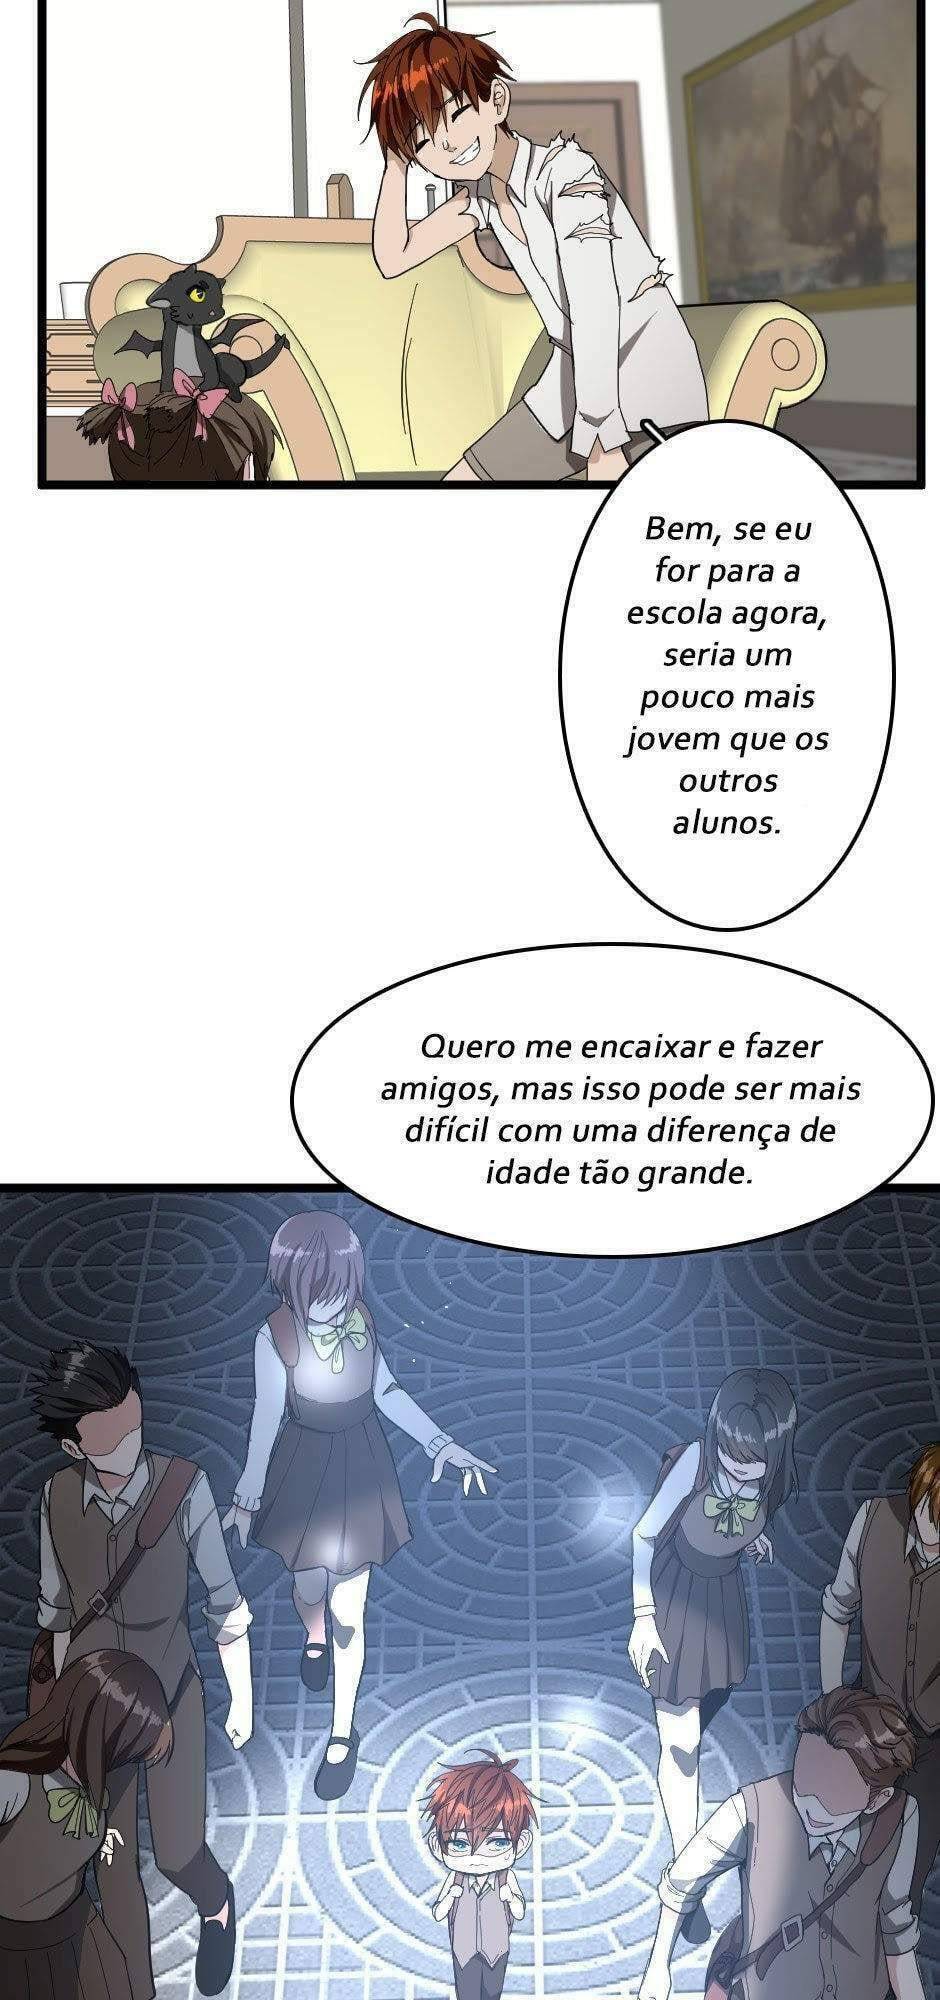 Bem, se eu
for para a
escola agora,
seria um
pouco mais
jovem que os
outros
alunos.
Quero me encaixar e fazer
amigos, mas isso pode ser mais
difícil com uma diferença de
idade tão grande.